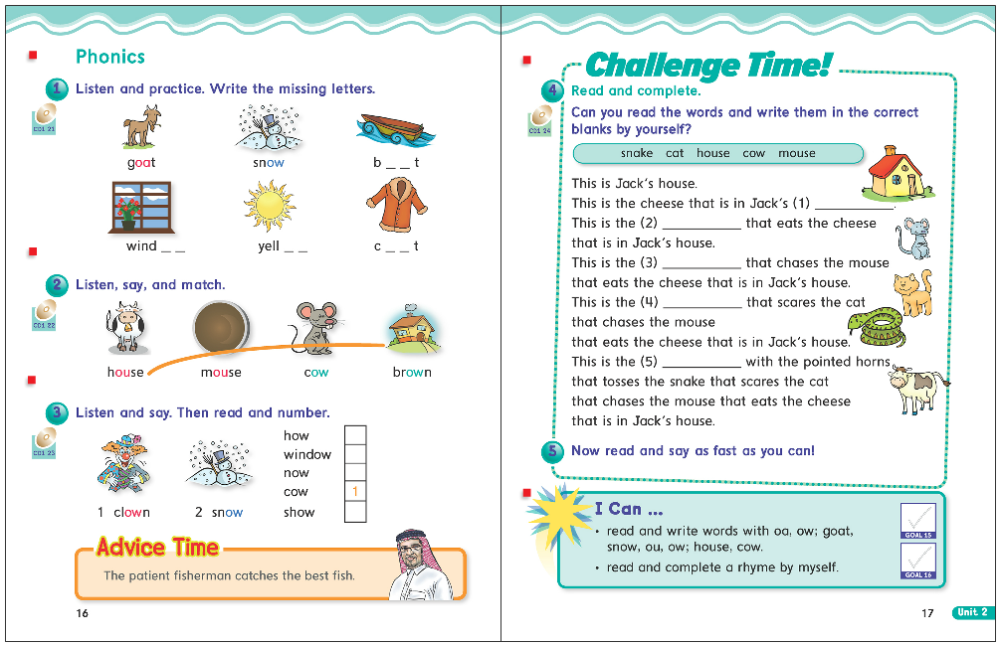 Phonics
1 Listen and practice. Write the missing letters.
CD1 21
goat snow b _ _ t
wind _ _ yell _ _ c _ _ t
2 Listen, say, and match.
CD1 22
house mouse cow brown
3 Listen and say. Then read and number.
CD1 23
how
window
now
cow 1
show
1 clown 2 snow
Advice Time
The patient fisherman catches the best fish.
16
Challenge Time!
4 Read and complete.
CD1 24
Can you read the words and write them in the correct
blanks by yourself?
snake cat house cow mouse
This is Jack's house.
This is the cheese that is in Jack's (1) ____________.
This is the (2) ____________ that eats the cheese
that is in Jack's house.
This is the (3) ____________ that chases the mouse
that eats the cheese that is in Jack's house.
This is the (4) ____________ that scares the cat
that chases the mouse
that eats the cheese that is in Jack's house.
This is the (5) ____________ with the pointed horns
that tosses the snake that scares the cat
that chases the mouse that eats the cheese
that is in Jack's house.
5 Now read and say as fast as you can!
I Can ...
• read and write words with oa, ow; goat,
snow, ou, ow; house, cow.
GOAL 15
• read and complete a rhyme by myself.
GOAL 16
17 Unit 2